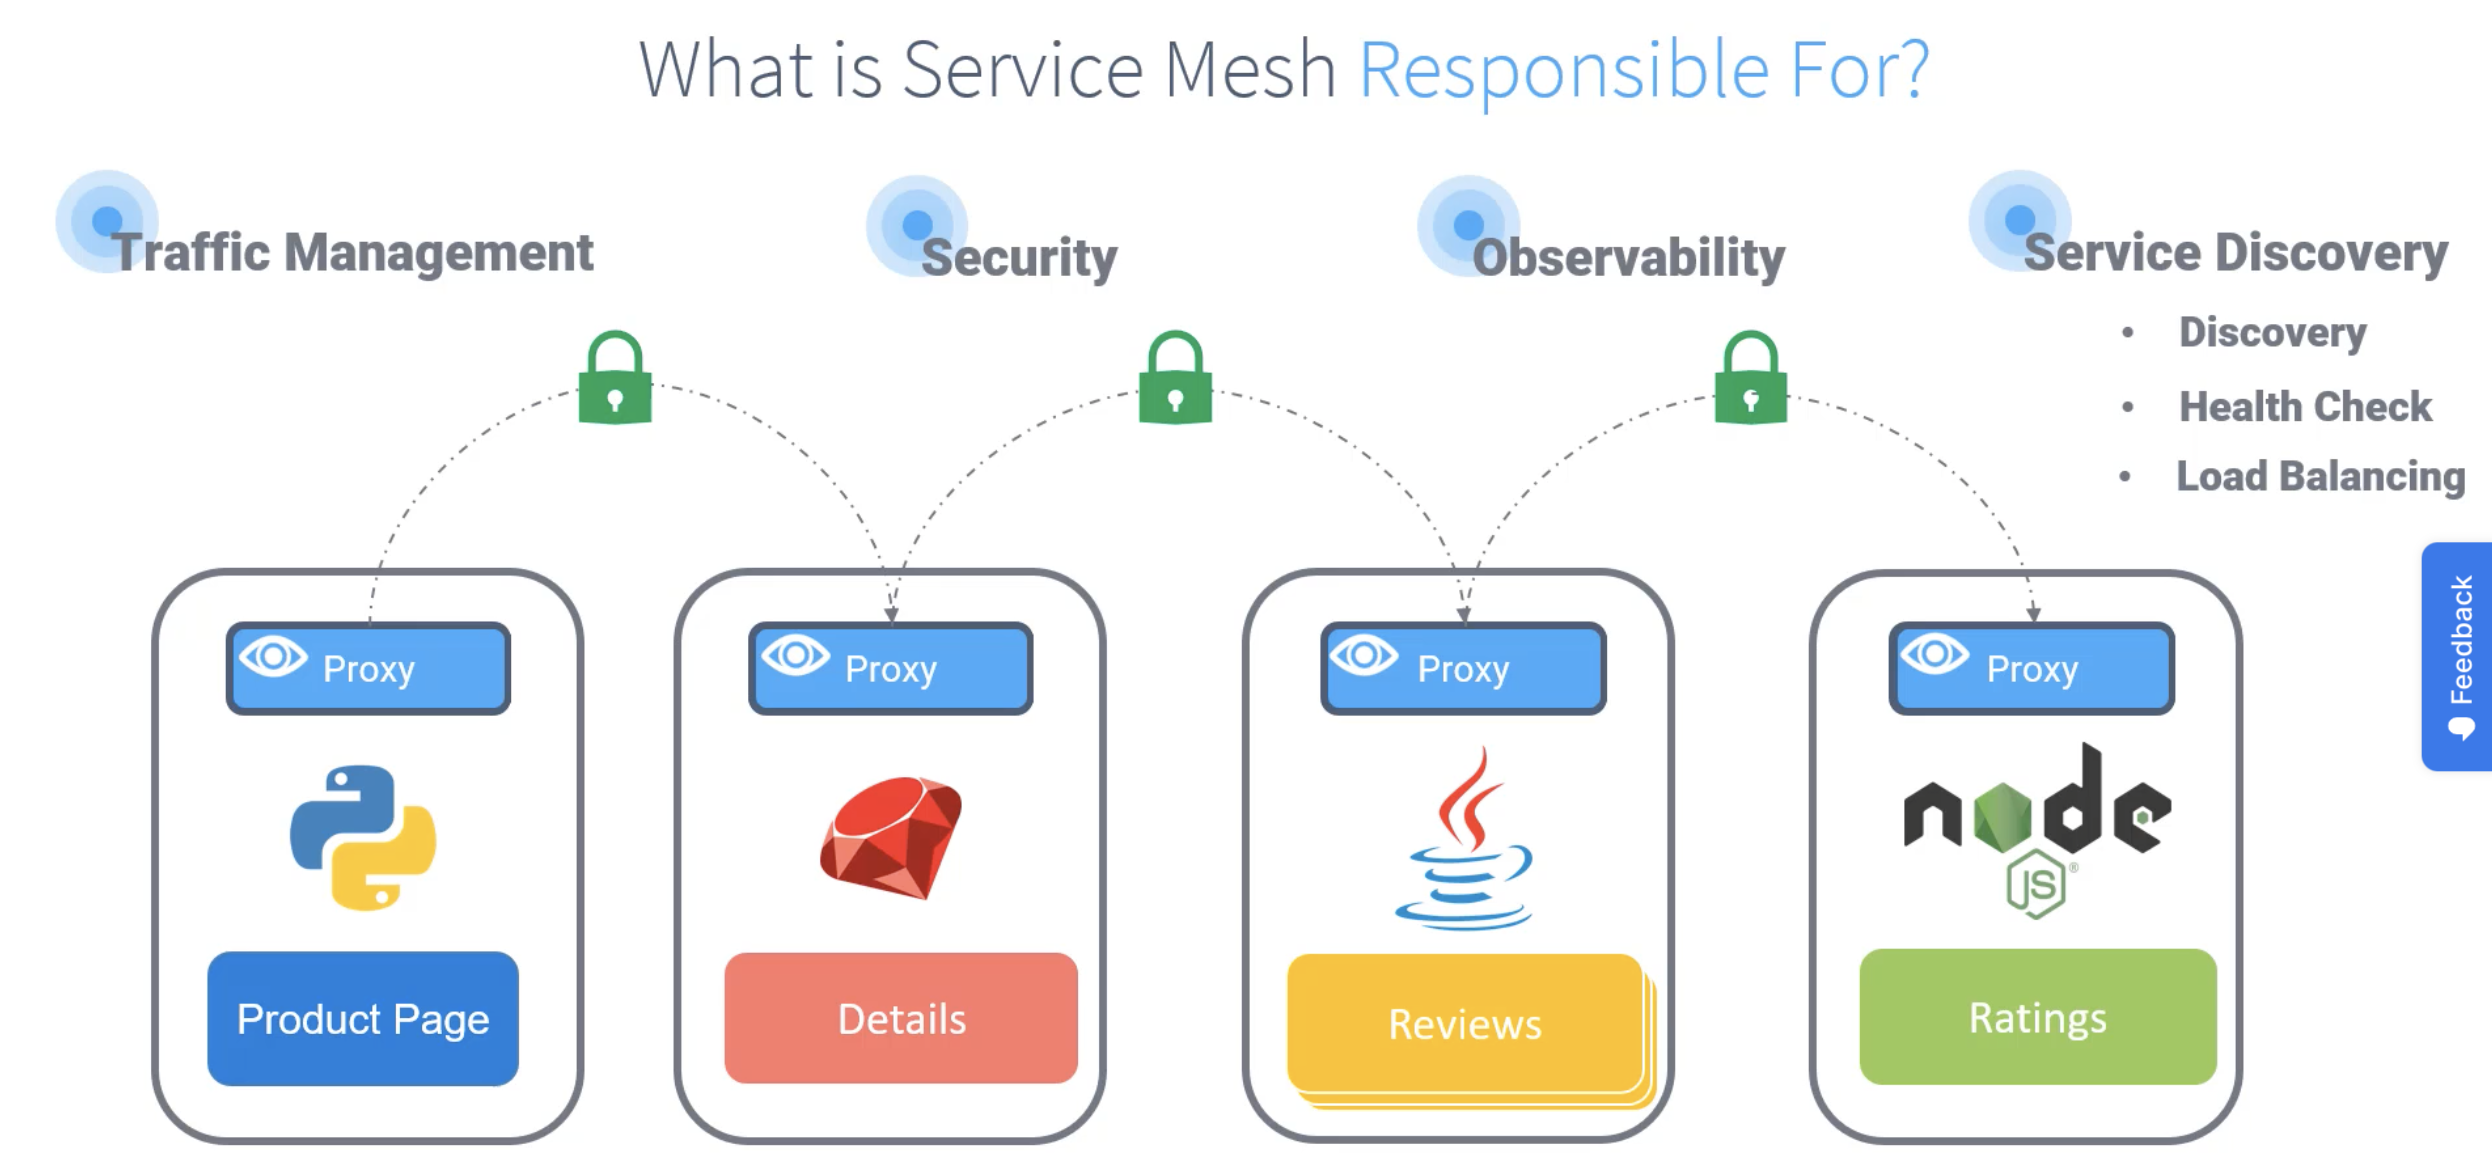 What is Service Mesh Responsible For?
Traffic Management
Security
Observability
Service Discovery
• Discovery
• Health Check
• Load Balancing
Feedback
Proxy
Proxy
Proxy
Proxy
node
JS®
Product Page
Details
Reviews
Ratings